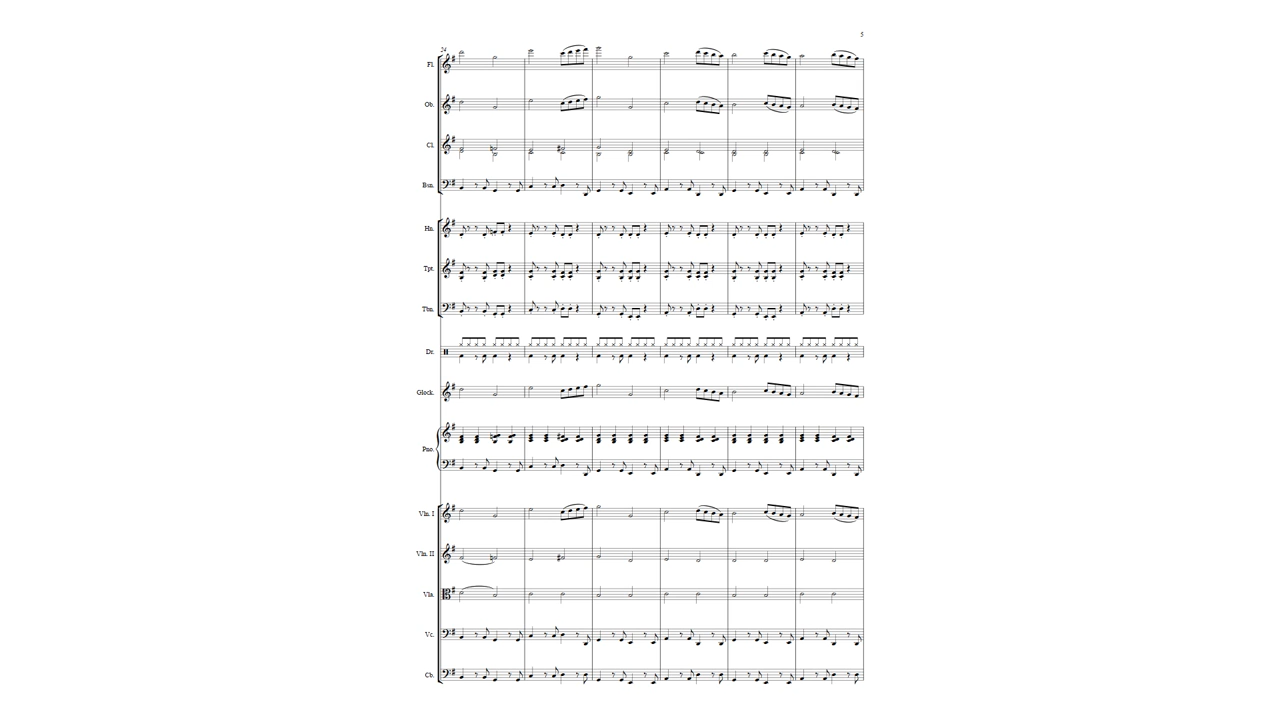 5
24
Fl.
Ob.
Cl.
Bsn.
Hn.
Tpt.
Tbn.
Dr.
Glock.
Pno.
Vln. I
Vln. II
Vla.
Vc.
Cb.